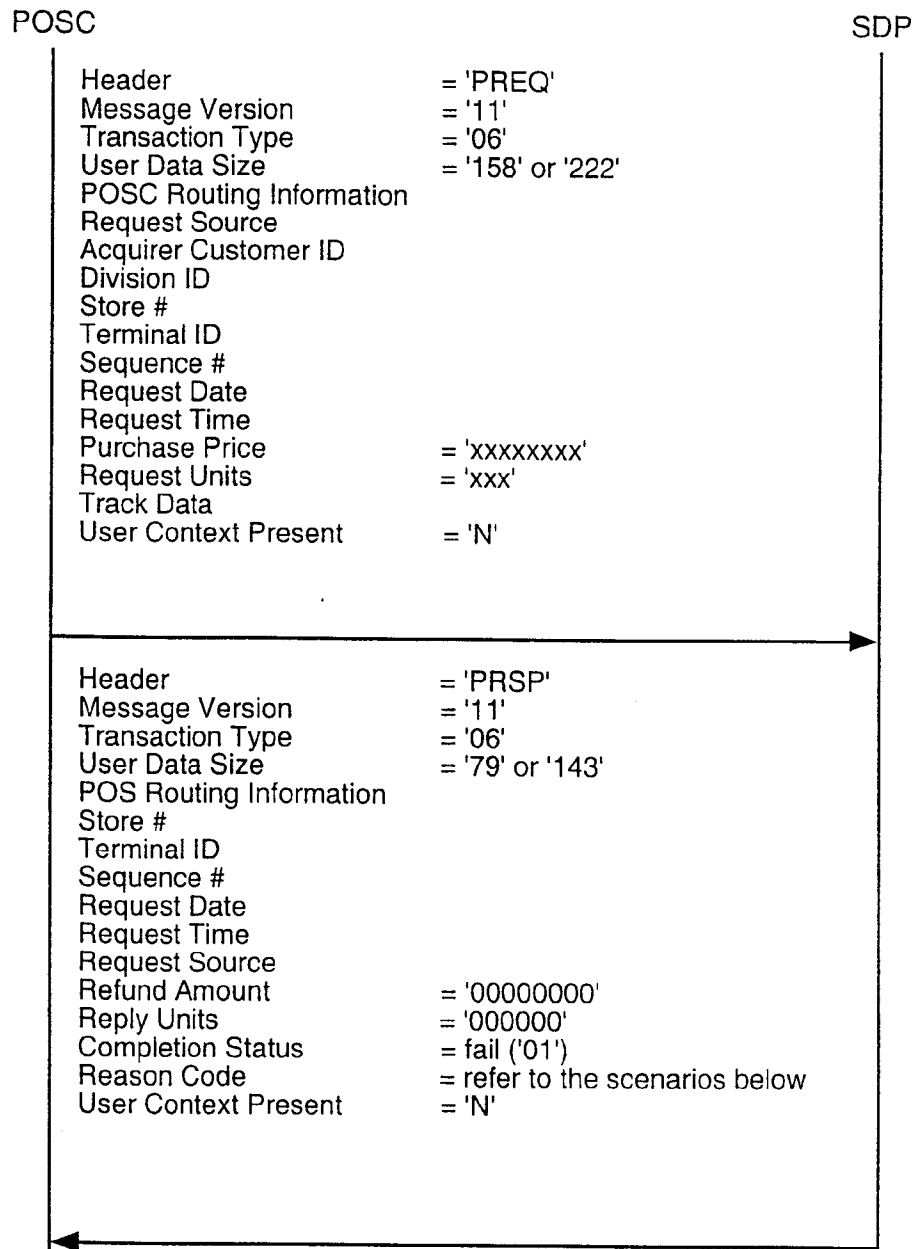 POSC SDP
Header = 'PREQ'
Message Version = '11'
Transaction Type = '06'
User Data Size = '158' or '222'
POSC Routing Information
Request Source
Acquirer Customer ID
Division ID
Store #
Terminal ID
Sequence #
Request Date
Request Time
Purchase Price = 'xxxxxxxx'
Request Units = 'xxx'
Track Data
User Context Present = 'N'
Header = 'PRSP'
Message Version = '11'
Transaction Type = '06'
User Data Size = '79' or '143'
POS Routing Information
Store #
Terminal ID
Sequence #
Request Date
Request Time
Request Source
Refund Amount = '00000000'
Reply Units = '000000'
Completion Status = fail ('01')
Reason Code = refer to the scenarios below
User Context Present = 'N'